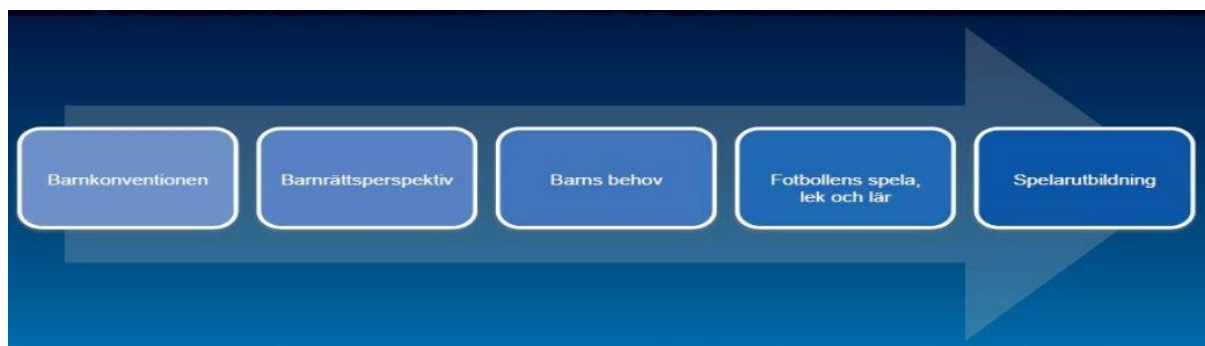 Barnkonventionen
Barnrättsperspektiv
Barns behov
Fotbollens spela,
lek och lär
Spelarutbildning